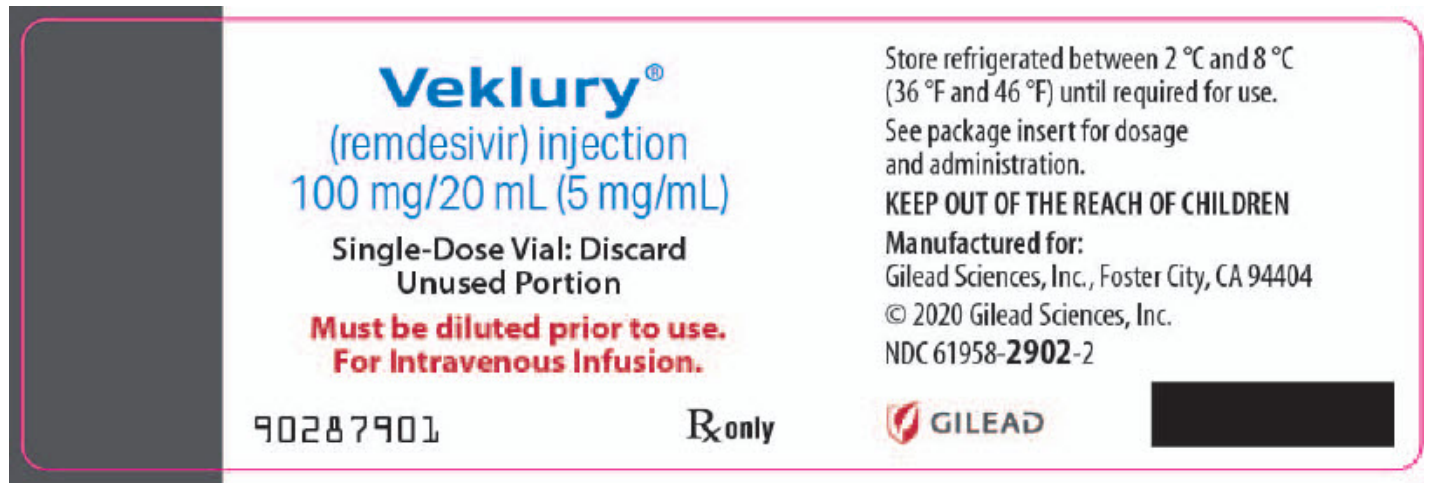 Veklury®
(remdesivir) injection
100 mg/20 mL (5 mg/mL)
Single-Dose Vial: Discard
Unused Portion
Must be diluted prior to use.
For Intravenous Infusion.
90287901
Rx only
Store refrigerated between 2 °C and 8 °C
(36 °F and 46 °F) until required for use.
See package insert for dosage
and administration.
KEEP OUT OF THE REACH OF CHILDREN
Manufactured for:
Gilead Sciences, Inc., Foster City, CA 94404
© 2020 Gilead Sciences, Inc.
NDC 61958-2902-2
GILEAD